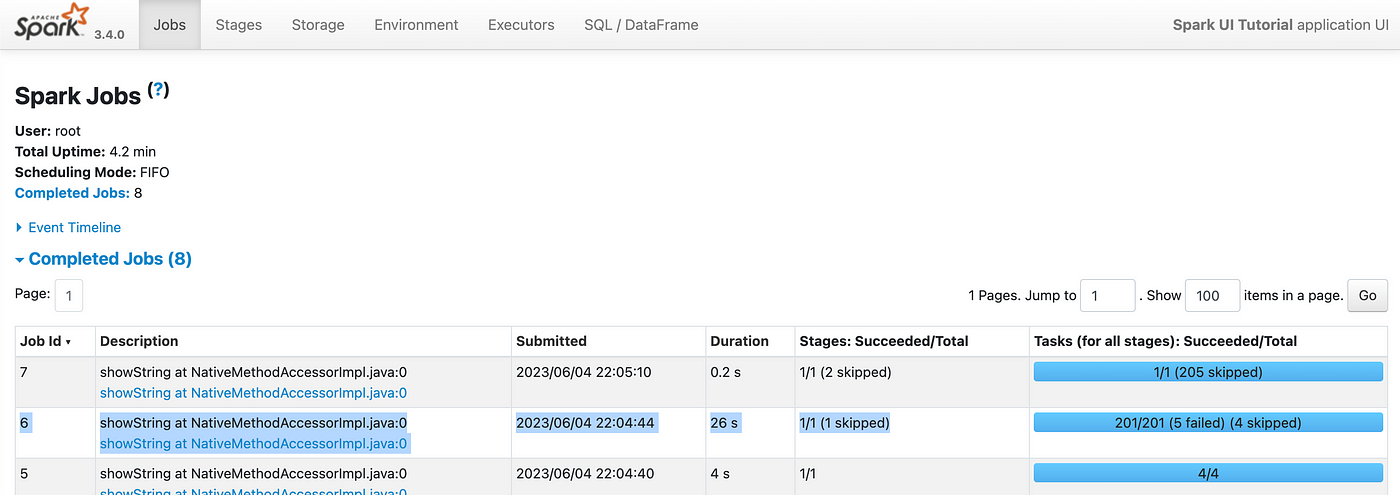 APACHE Spark 3.4.0 Jobs Stages Storage Environment Executors SQL / DataFrame Spark UI Tutorial application UI
Spark Jobs (?)
User: root
Total Uptime: 4.2 min
Scheduling Mode: FIFO
Completed Jobs: 8
Event Timeline
Completed Jobs (8)
Page: 1 1 Pages. Jump to 1 . Show 100 items in a page. Go
Job Id Description Submitted Duration Stages: Succeeded/Total Tasks (for all stages): Succeeded/Total
7 showString at NativeMethodAccessorImpl.java:0 2023/06/04 22:05:10 0.2 s 1/1 (2 skipped) 1/1 (205 skipped)
showString at NativeMethodAccessorImpl.java:0
6 showString at NativeMethodAccessorImpl.java:0 2023/06/04 22:04:44 26 s 1/1 (1 skipped) 201/201 (5 failed) (4 skipped)
showString at NativeMethodAccessorImpl.java:0
5 showString at NativeMethodAccessorImpl.java:0 2023/06/04 22:04:40 4 s 1/1 4/4
showString at NativeMethodAccessorImpl.java:0